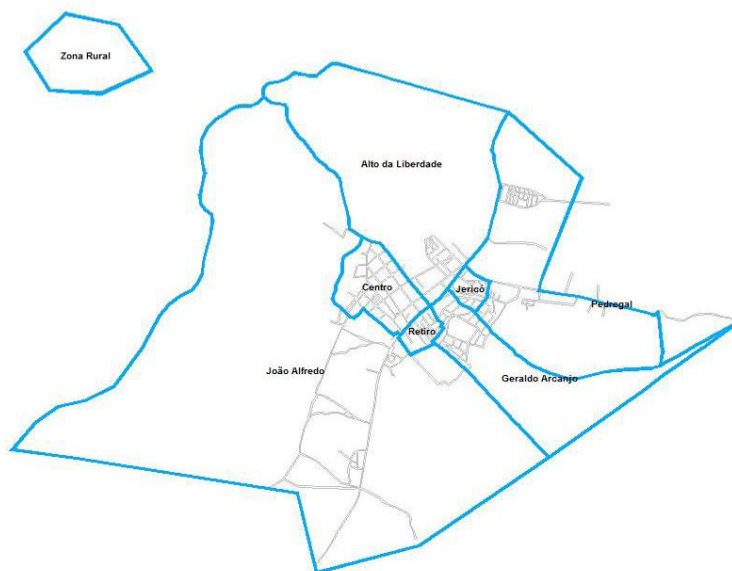 Zona Rural
Alto da Liberdade
Centro
Jericó
Pedregal
Retiro
João Alfredo
Geraldo Arcanjo